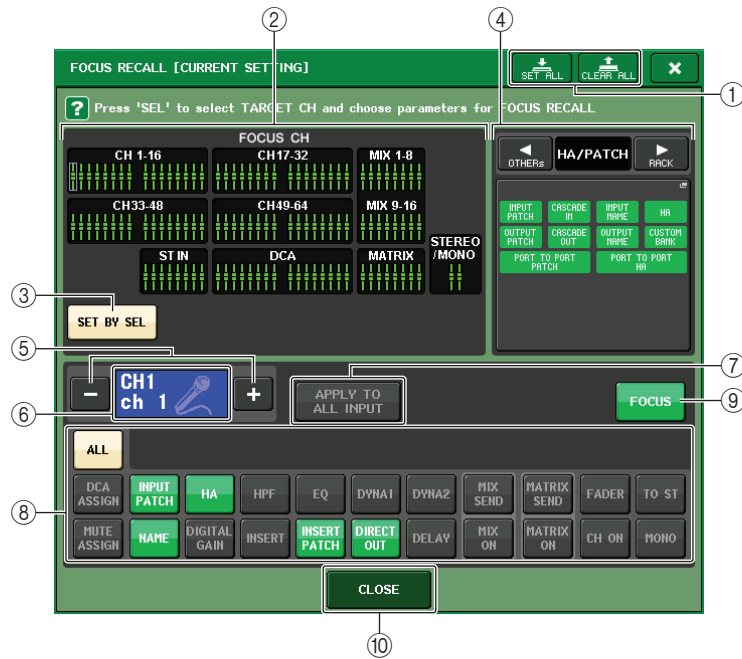 ② ④
FOCUS RECALL [CURRENT SETTING]
SET ALL
CLEAR ALL
①
? Press 'SEL' to select TARGET CH and choose parameters for FOCUS RECALL
FOCUS CH
CH 1-16
CH17-32
MIX 1-8
CH33-48
CH49-64
MIX 9-16
ST IN
DCA
MATRIX
STEREO
/MONO
OTHERs
HA/PATCH
RACK
INPUT PATCH
CASCADE IN
INPUT NAME
HA
OUTPUT PATCH
CASCADE OUT
OUTPUT NAME
CUSTOM BANK
PORT TO PORT PATCH
PORT TO PORT HA
③
SET BY SEL
⑤
⑦
− CH1 +
ch 1
⑥
APPLY TO
ALL INPUT
FOCUS
⑨
ALL
⑧
DCA ASSIGN
INPUT PATCH
HA
HPF
EQ
DYNA1
DYNA2
MIX SEND
MATRIX SEND
FADER
TO ST
MUTE ASSIGN
NAME
DIGITAL GAIN
INSERT
INSERT PATCH
DIRECT OUT
DELAY
MIX ON
MATRIX ON
CH ON
MONO
CLOSE
⑩